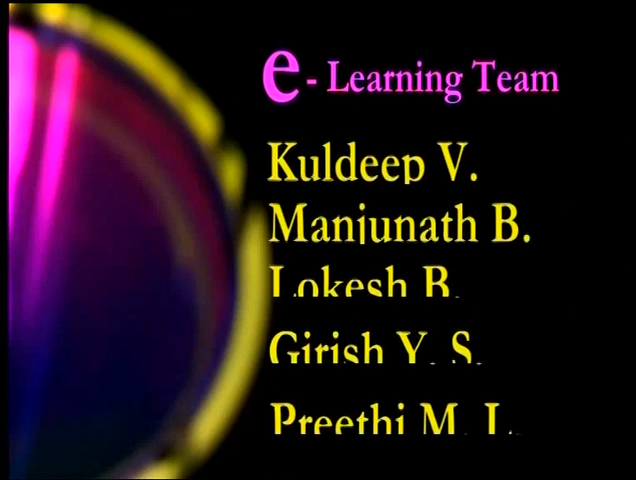 e - Learning Team
Kuldeep V.
Manjunath B.
Lokesh B.
Girish Y. S.
Preethi M. L.